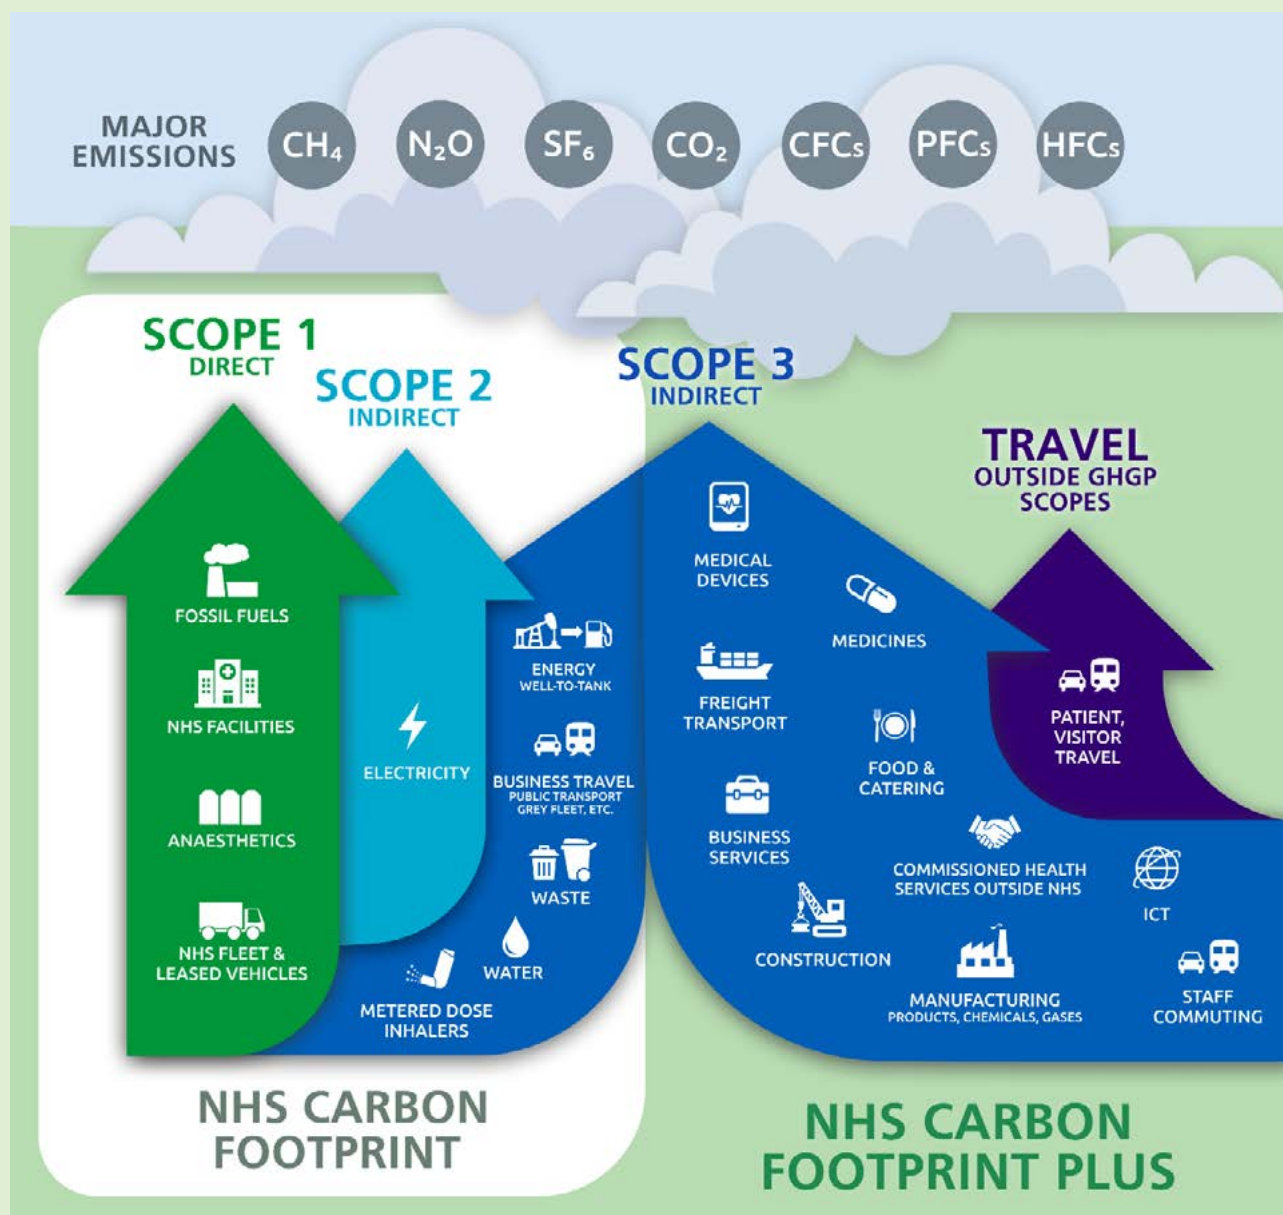 MAJOR
EMISSIONS
CH₄
N₂O
SF₆
CO₂
CFCs
PFCs
HFCs
SCOPE 1
DIRECT
FOSSIL FUELS
NHS FACILITIES
ANAESTHETICS
NHS FLEET &
LEASED VEHICLES
SCOPE 2
INDIRECT
ELECTRICITY
SCOPE 3
INDIRECT
ENERGY
WELL-TO-TANK
BUSINESS TRAVEL
PUBLIC TRANSPORT
GREY FLEET, ETC.
WASTE
WATER
METERED DOSE
INHALERS
MEDICAL
DEVICES
MEDICINES
FREIGHT
TRANSPORT
FOOD &
CATERING
BUSINESS
SERVICES
COMMISSIONED HEALTH
SERVICES OUTSIDE NHS
ICT
CONSTRUCTION
MANUFACTURING
PRODUCTS, CHEMICALS, GASES
STAFF
COMMUTING
TRAVEL
OUTSIDE GHGP
SCOPES
PATIENT,
VISITOR
TRAVEL
NHS CARBON
FOOTPRINT
NHS CARBON
FOOTPRINT PLUS